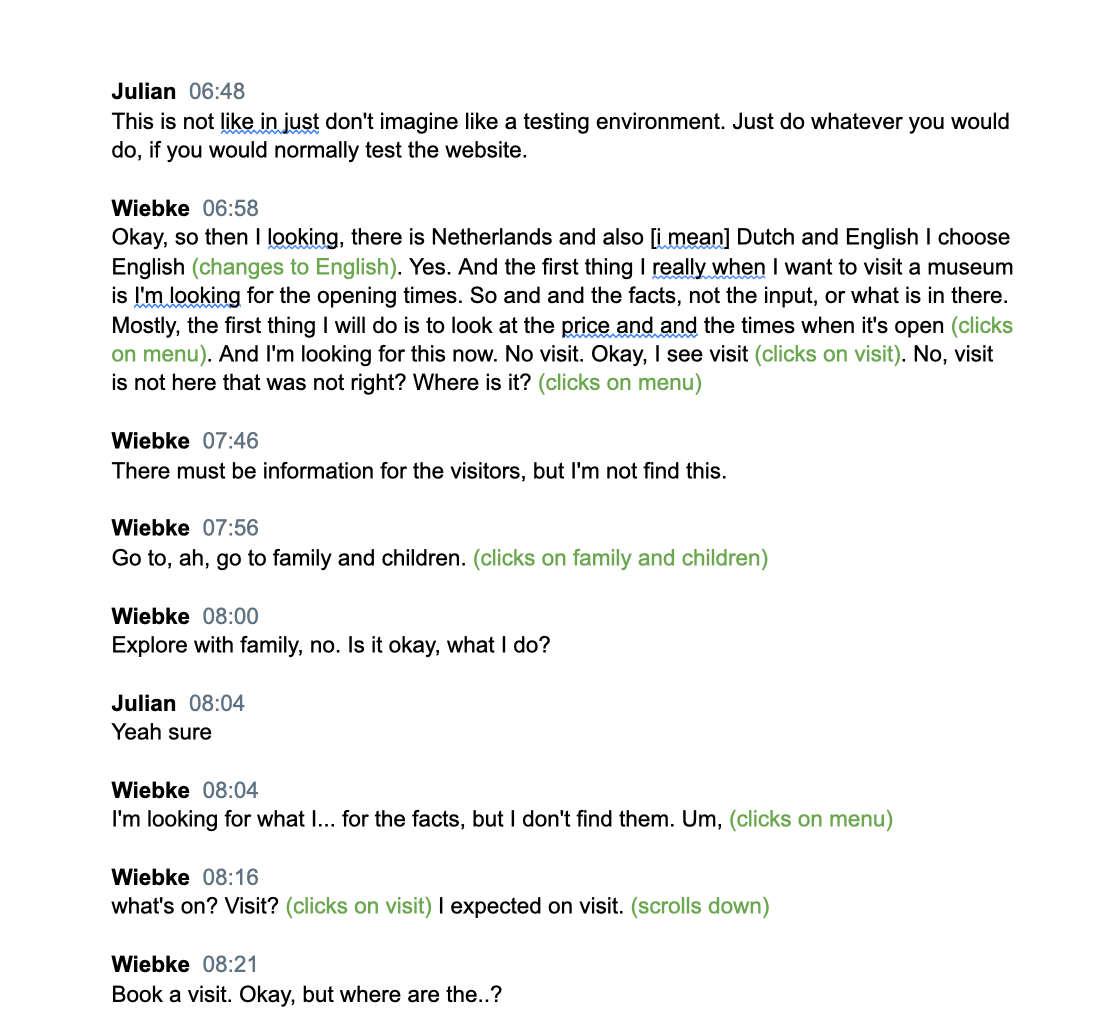 Julian 06:48
This is not like in just don't imagine like a testing environment. Just do whatever you would
do, if you would normally test the website.
Wiebke 06:58
Okay, so then I looking, there is Netherlands and also [i mean] Dutch and English I choose
English (changes to English). Yes. And the first thing I really when I want to visit a museum
is I'm looking for the opening times. So and and the facts, not the input, or what is in there.
Mostly, the first thing I will do is to look at the price and and the times when it's open (clicks
on menu). And I'm looking for this now. No visit. Okay, I see visit (clicks on visit). No, visit
is not here that was not right? Where is it? (clicks on menu)
Wiebke 07:46
There must be information for the visitors, but I'm not find this.
Wiebke 07:56
Go to, ah, go to family and children. (clicks on family and children)
Wiebke 08:00
Explore with family, no. Is it okay, what I do?
Julian 08:04
Yeah sure
Wiebke 08:04
I'm looking for what I... for the facts, but I don't find them. Um, (clicks on menu)
Wiebke 08:16
what's on? Visit? (clicks on visit) I expected on visit. (scrolls down)
Wiebke 08:21
Book a visit. Okay, but where are the..?